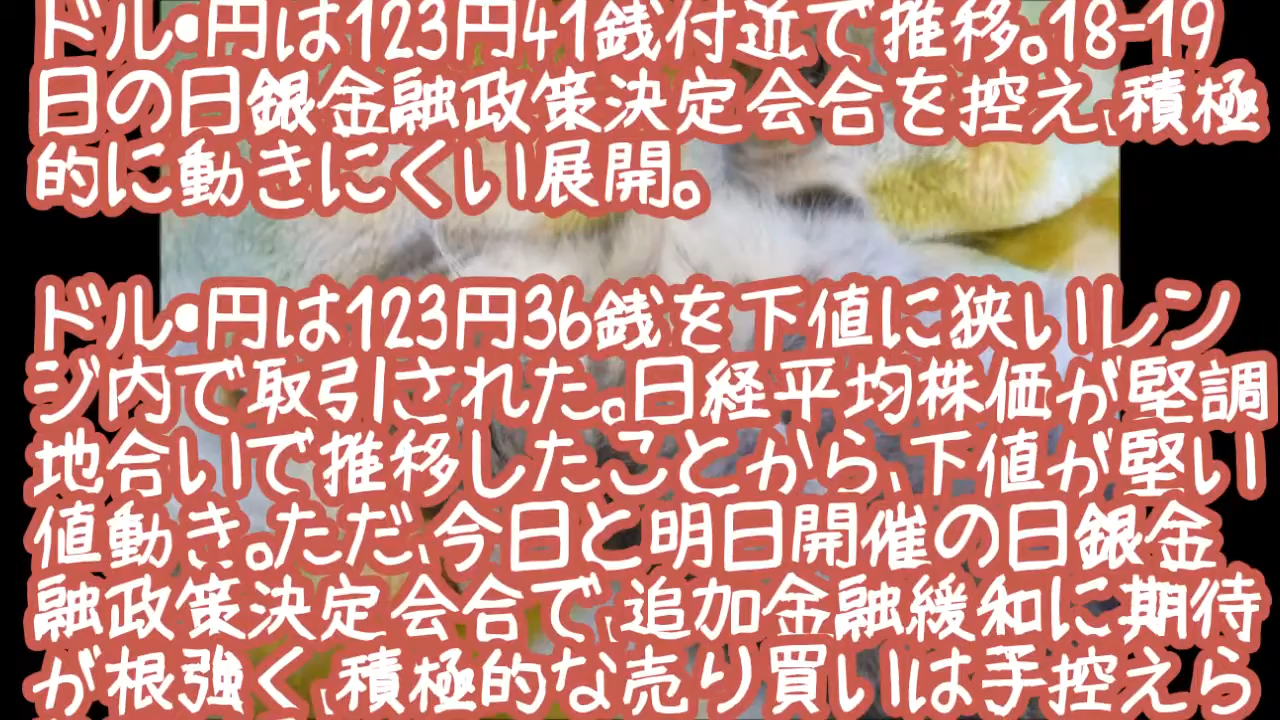 ドル・円は123円41銭付近で推移。18-19
日の日銀金融政策決定会合を控え、積極
的に動きにくい展開。
ドル・円は123円36銭を下値に狭いレン
ジ内で取引された。日経平均株価が堅調
地合いで推移したことから、下値が堅い
値動き。ただ、今日と明日開催の日銀金
融政策決定会合で、追加金融緩和に期待
が根強く、積極的な売り買いは手控えら